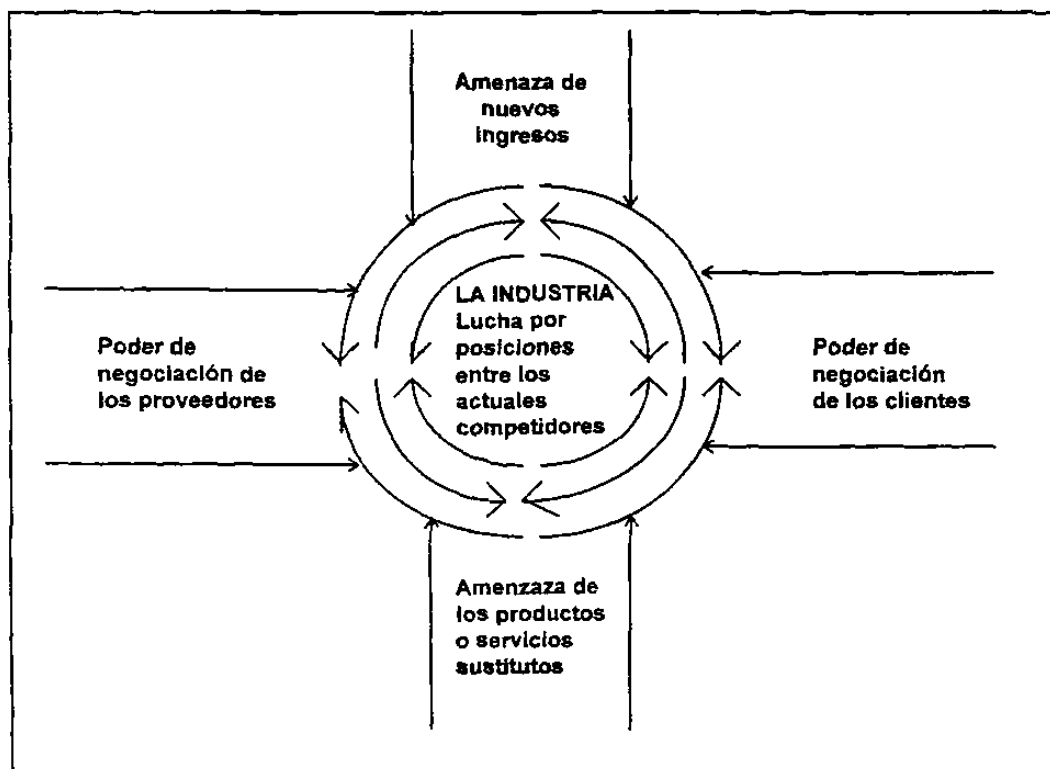 Amenaza de
nuevos
ingresos
LA INDUSTRIA
Lucha por
posiciones
entre los
actuales
competidores
Poder de
negociación de
los proveedores
Poder de
negociación
de los clientes
Amenzaza de
los productos
o servicios
sustitutos